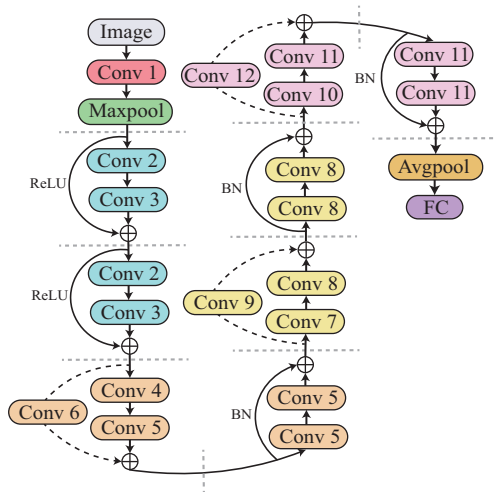 Image
Conv 1
Maxpool
Conv 2
ReLU
Conv 3
Conv 2
ReLU
Conv 3
Conv 4
Conv 6
Conv 5
Conv 5
BN
Conv 5
Conv 8
Conv 9
Conv 7
Conv 8
BN
Conv 8
Conv 11
Conv 12
Conv 10
Conv 11
BN
Conv 11
Avgpool
FC